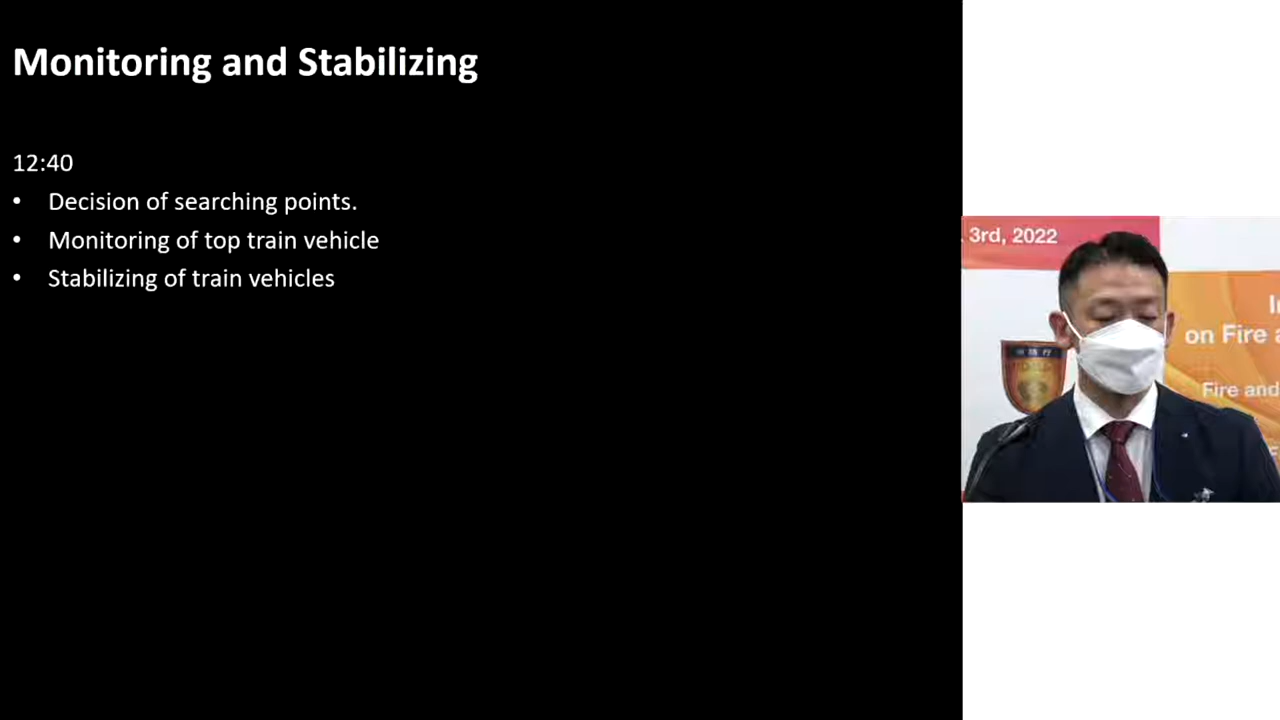 Monitoring and Stabilizing
12:40
• Decision of searching points.
• Monitoring of top train vehicle
• Stabilizing of train vehicles
3rd, 2022
on Fire
Fire and